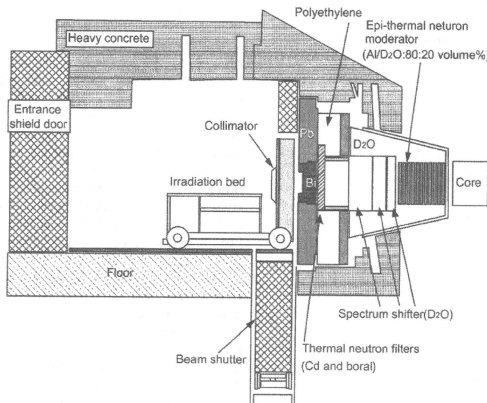 Polyethylene
Epi-thermal neturon
moderator
(Al/D2O:80:20 volume%)
Heavy concrete
Entrance
shield door
Collimator
Pb
D2O
Irradiation bed
Bi
Core
Floor
Spectrum shifter(D2O)
Beam shutter
Thermal neutron filters
(Cd and boral)